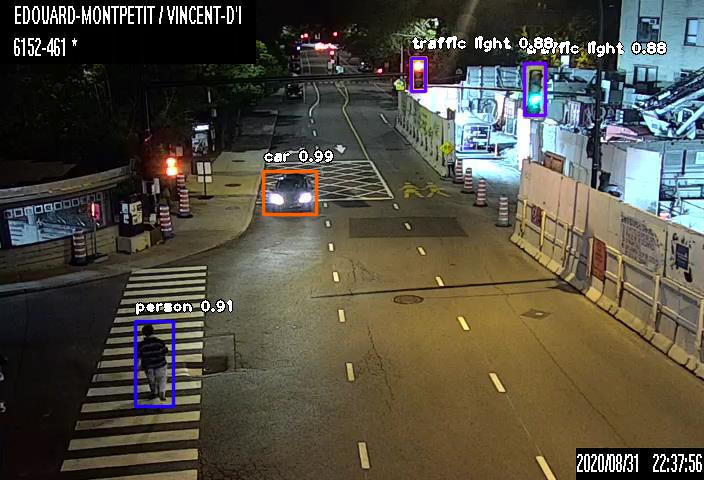 EDOUARD-MONTPETIT / VINCENT-D'I
6152-461 *
traffic light 0.88
traffic light 0.88
car 0.99
person 0.91
2020/08/31 22:37:56